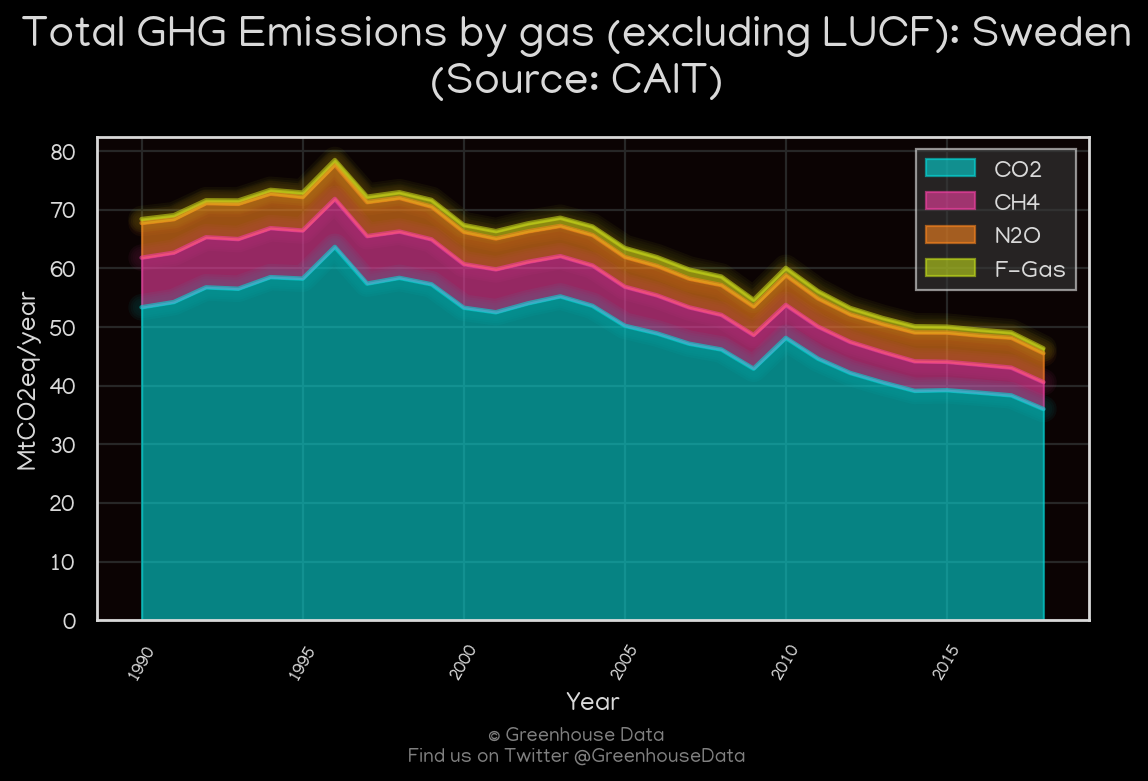 Total GHG Emissions by gas (excluding LUCF): Sweden
(Source: CAIT)
80
70
60
50
40
30
20
10
0
MtCO2eq/year
CO2
CH4
N2O
F-Gas
1990
1995
2000
2005
2010
2015
Year
© Greenhouse Data
Find us on Twitter @GreenhouseData